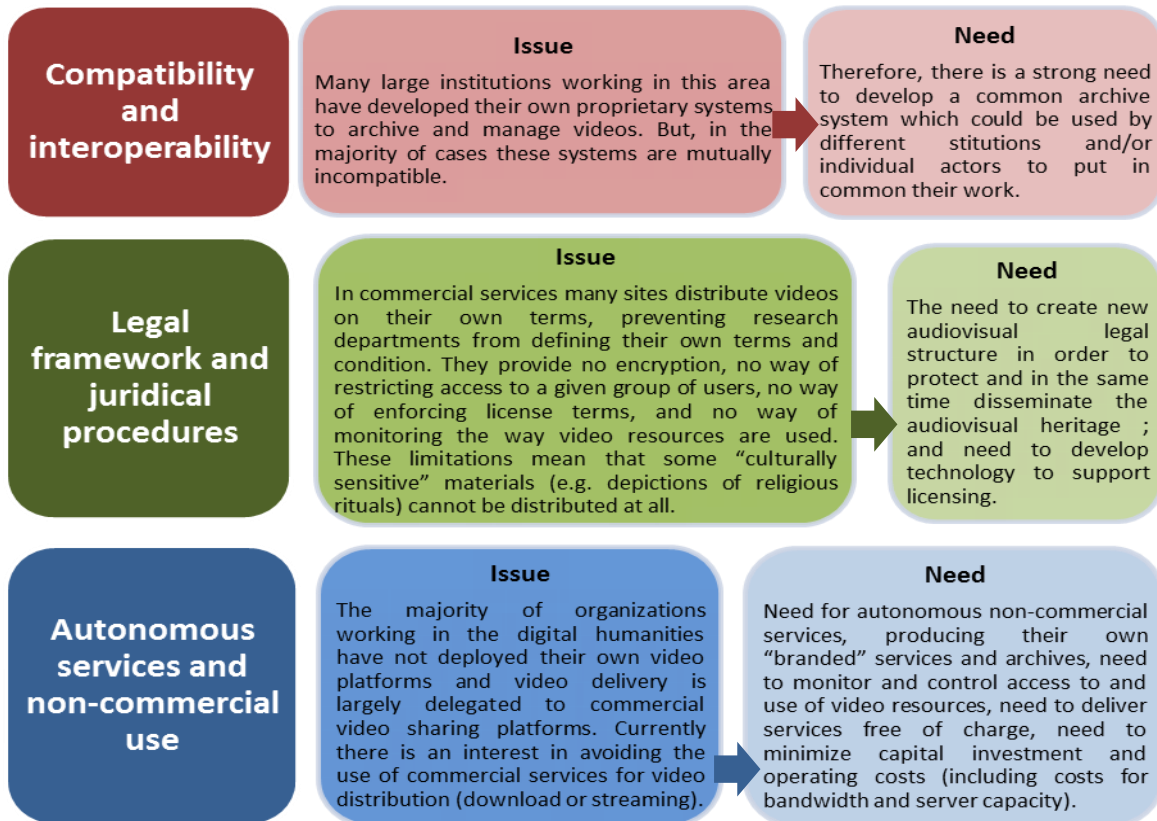 Compatibility
and
interoperability
Issue
Many large institutions working in this area
have developed their own proprietary systems
to archive and manage videos. But, in the
majority of cases these systems are mutually
incompatible.
Need
Therefore, there is a strong need
to develop a common archive
system which could be used by
different stitutions and/or
individual actors to put in
common their work.
Legal
framework and
juridical
procedures
Issue
In commercial services many sites distribute videos
on their own terms, preventing research
departments from defining their own terms and
condition. They provide no encryption, no way of
restricting access to a given group of users, no way
of enforcing license terms, and no way of
monitoring the way video resources are used.
These limitations mean that some “culturally
sensitive” materials (e.g. depictions of religious
rituals) cannot be distributed at all.
Need
The need to create new
audiovisual legal
structure in order to
protect and in the same
time disseminate the
audiovisual heritage ;
and need to develop
technology to support
licensing.
Autonomous
services and
non-commercial
use
Issue
The majority of organizations
working in the digital humanities
have not deployed their own video
platforms and video delivery is
largely delegated to commercial
video sharing platforms. Currently
there is an interest in avoiding the
use of commercial services for video
distribution (download or streaming).
Need
Need for autonomous non-commercial
services, producing their own
“branded” services and archives, need
to monitor and control access to and
use of video resources, need to deliver
services free of charge, need to
minimize capital investment and
operating costs (including costs for
bandwidth and server capacity).